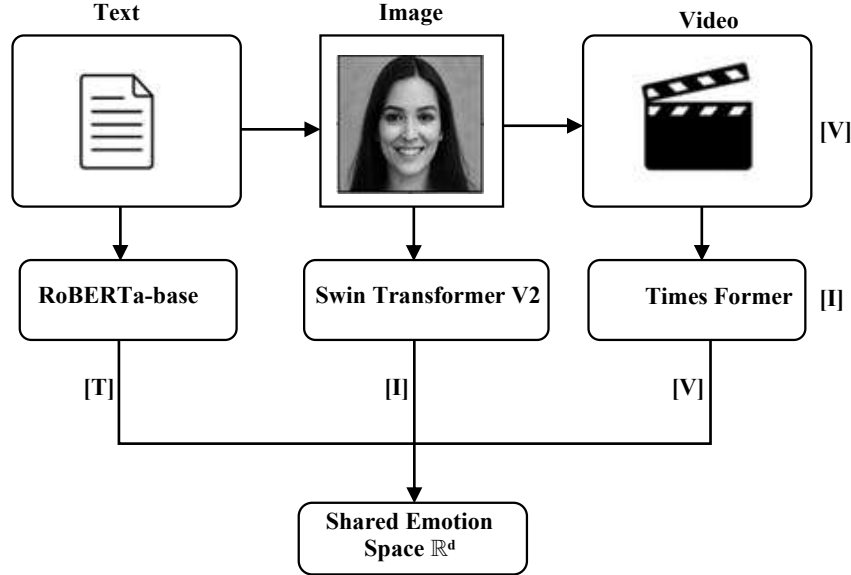 Text
Image
Video
[V]
RoBERTa-base
Swin Transformer V2
Times Former
[I]
[T]
[I]
[V]
Shared Emotion
Space ℝᵈ